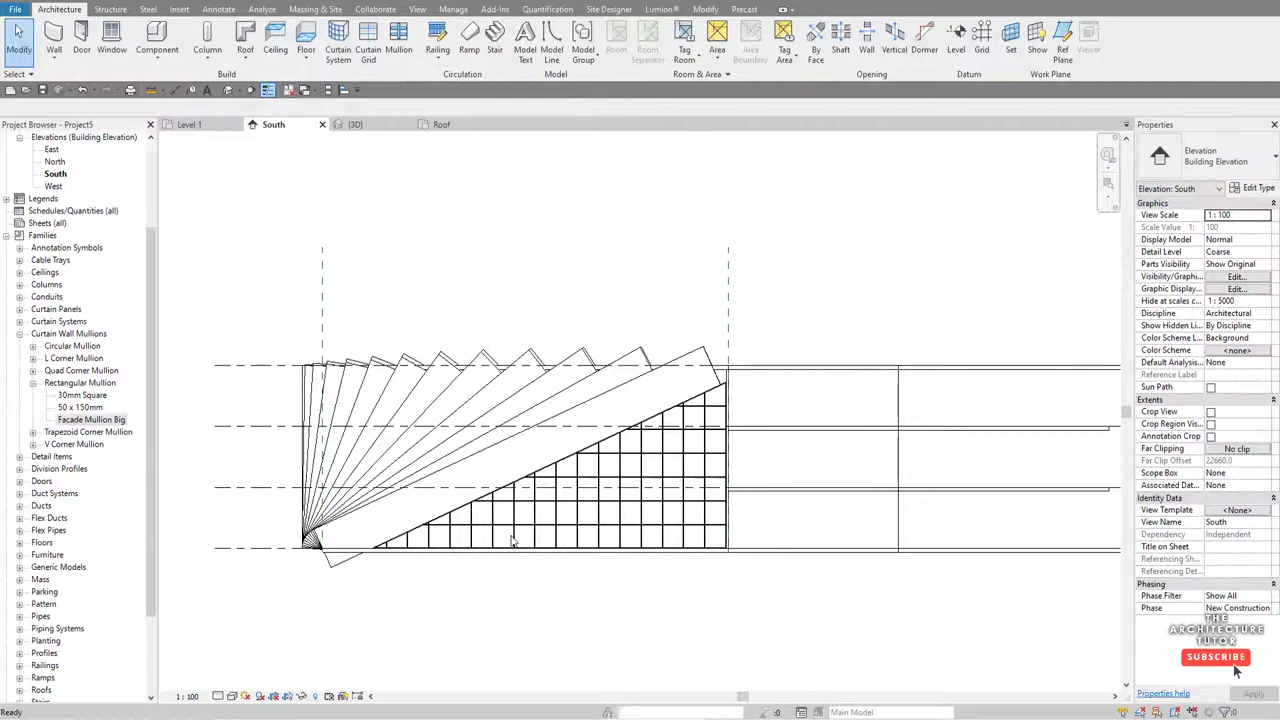 File Architecture Structure Steel Insert Annotate Analyze Massing & Site Collaborate View Manage Add-Ins Quantification Site Designer Lumion® Modify Precast
Modify Wall Door Window Component Column Roof Ceiling Floor Curtain System Curtain Grid Mullion Railing Ramp Stair Model Text Model Line Model Group Room Room Separator Tag Room Area Area Boundary Tag Area By Face Shaft Wall Vertical Dormer Level Grid Set Show Ref Plane Viewer
Select Build Circulation Model Room & Area Opening Datum Work Plane
Project Browser - Project5
Level 1
South
(3D)
Roof
Properties
Elevations (Building Elevation)
East
North
South
West
Legends
Schedules/Quantities (all)
Sheets (all)
Families
Annotation Symbols
Cable Trays
Ceilings
Columns
Conduits
Curtain Panels
Curtain Systems
Curtain Wall Mullions
Circular Mullion
L Corner Mullion
Quad Corner Mullion
Rectangular Mullion
30mm Square
50 x 150mm
Facade Mullion Big
Trapezoid Corner Mullion
V Corner Mullion
Detail Items
Division Profiles
Doors
Duct Systems
Ducts
Flex Ducts
Flex Pipes
Floors
Furniture
Generic Models
Mass
Parking
Pattern
Pipes
Piping Systems
Planting
Profiles
Railings
Ramps
Roofs
Stairs
Elevation
Building Elevation
Elevation: South
Edit Type
Graphics
View Scale 1 : 100
Scale Value 1: 100
Display Model Normal
Detail Level Coarse
Parts Visibility Show Original
Visibility/Graphi... Edit...
Graphic Display... Edit...
Hide at scales c... 1 : 5000
Discipline Architectural
Show Hidden Li... By Discipline
Color Scheme L... Background
Color Scheme <none>
Default Analysis... None
Reference Label
Sun Path
Extents
Crop View
Crop Region Vis...
Annotation Crop
Far Clipping No clip
Far Clip Offset 22660.0
Scope Box None
Associated Dat... None
Identity Data
View Template <None>
View Name South
Dependency Independent
Title on Sheet
Referencing Sh...
Referencing Det...
Phasing
Phase Filter Show All
Phase New Construction
THE
ARCHITECTURE
TUTOR
SUBSCRIBE
Properties help
Apply
1 : 100
Ready
:0
Main Model
:0